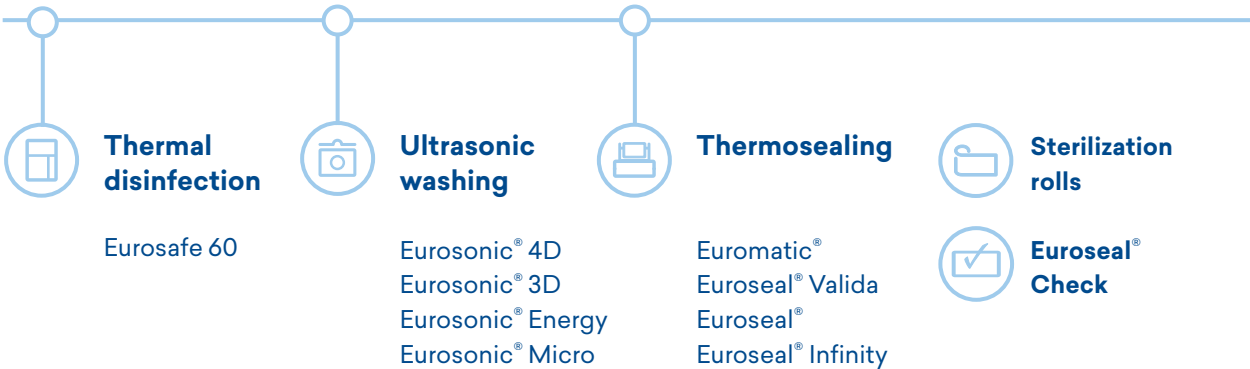 Thermal
disinfection
Eurosafe 60
Ultrasonic
washing
Eurosonic® 4D
Eurosonic® 3D
Eurosonic® Energy
Eurosonic® Micro
Thermosealing
Euromatic®
Euroseal® Valida
Euroseal®
Euroseal® Infinity
Sterilization
rolls
Euroseal®
Check